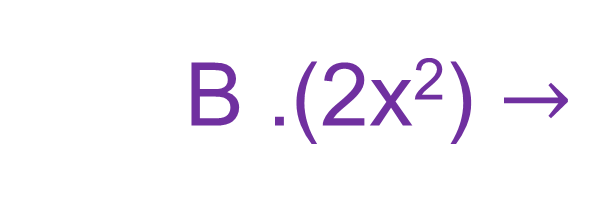 B .(2x²) →